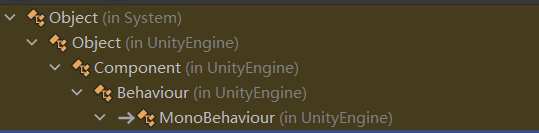 Object (in System)
Object (in UnityEngine)
Component (in UnityEngine)
Behaviour (in UnityEngine)
MonoBehaviour (in UnityEngine)